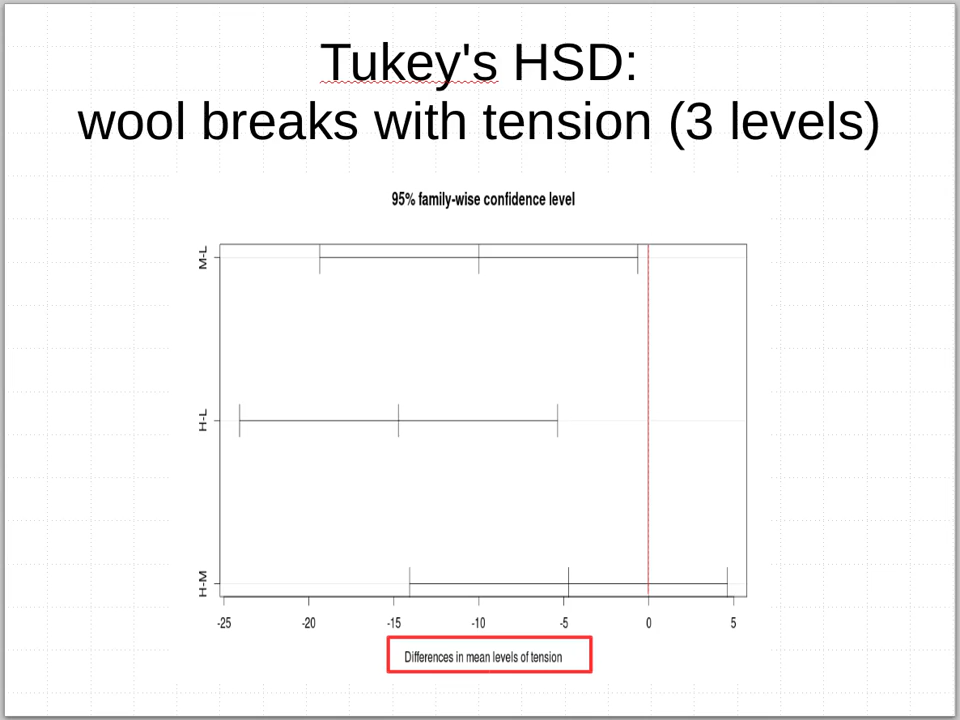 Tukey's HSD:
wool breaks with tension (3 levels)
95% family-wise confidence level
M-L
H-L
H-M
-25 -20 -15 -10 -5 0 5
Differences in mean levels of tension